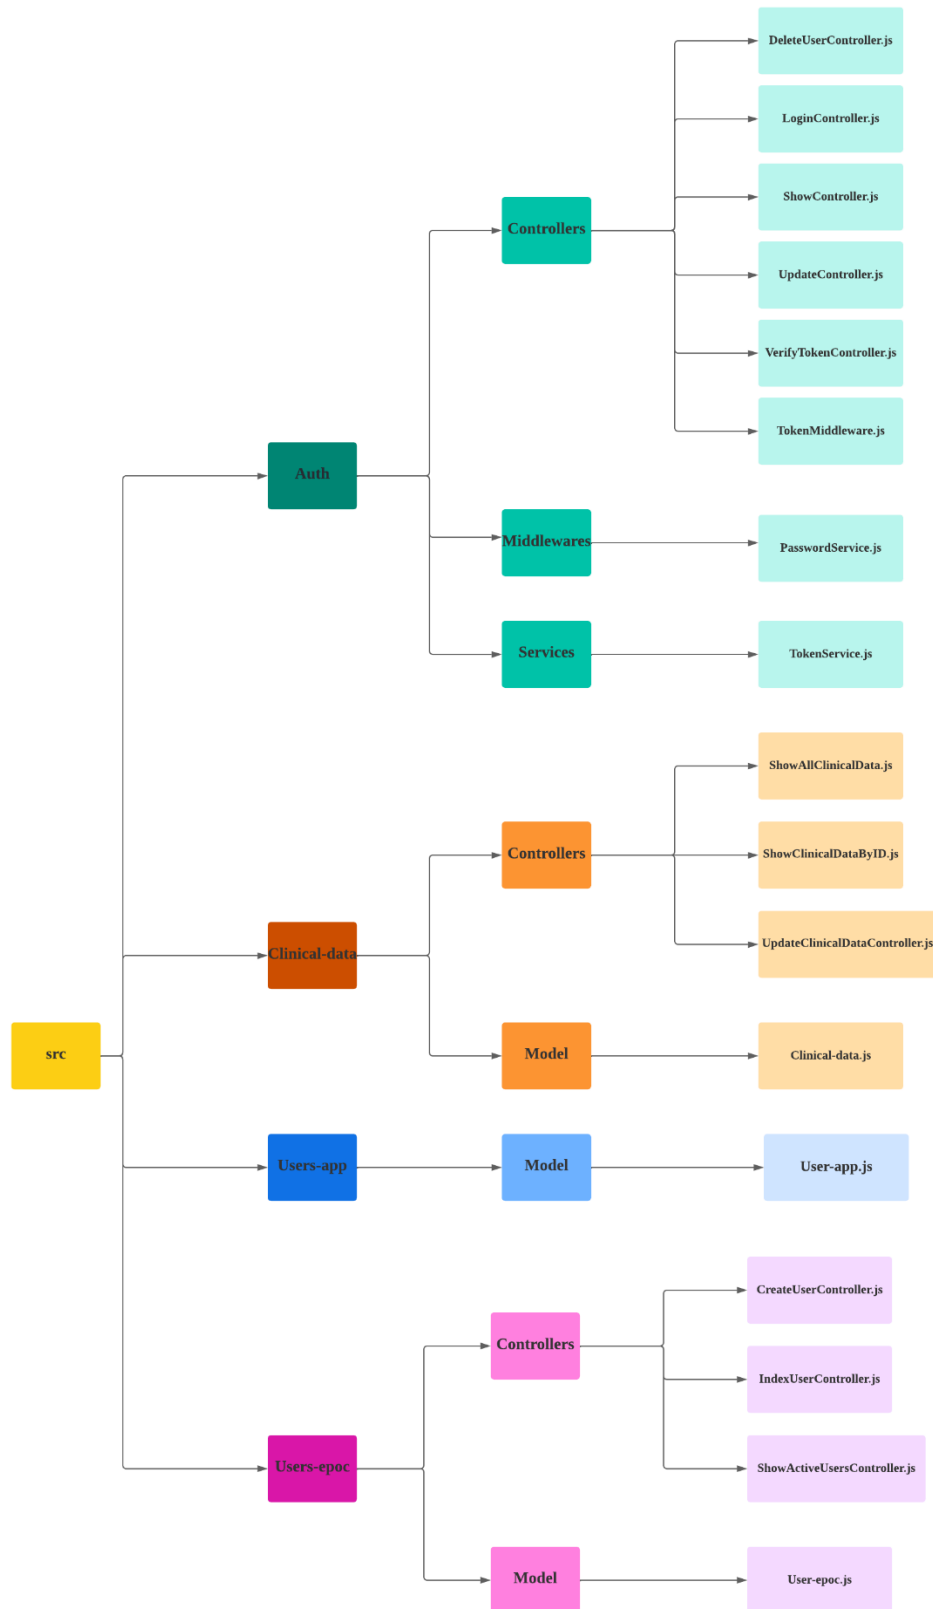 DeleteUserController.js
LoginController.js
ShowController.js
UpdateController.js
VerifyTokenController.js
TokenMiddleware.js
Controllers
Auth
Middlewares
PasswordService.js
Services
TokenService.js
ShowAllClinicalData.js
Controllers
ShowClinicalDataByID.js
UpdateClinicalDataController.js
Clinical-data
src
Model
Clinical-data.js
Users-app
Model
User-app.js
CreateUserController.js
Controllers
IndexUserController.js
ShowActiveUsersController.js
Users-epoc
Model
User-epoc.js